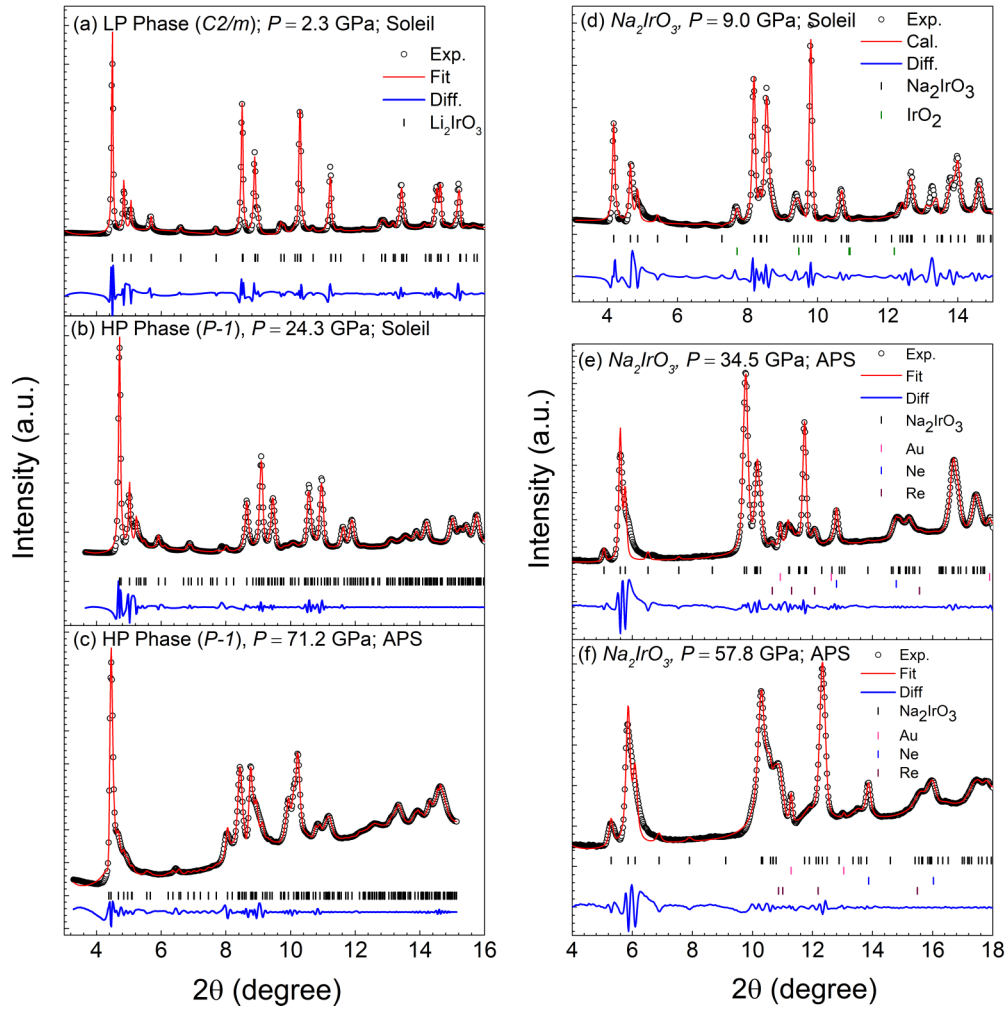 (a) LP Phase (C2/m); P = 2.3 GPa; Soleil
Exp.
Fit
Diff.
Li2IrO3
(b) HP Phase (P-1), P = 24.3 GPa; Soleil
(c) HP Phase (P-1), P = 71.2 GPa; APS
Intensity (a.u.)
4 6 8 10 12 14 16
2θ (degree)
(d) Na2IrO3, P = 9.0 GPa; Soleil
Exp.
Cal.
Diff.
Na2IrO3
IrO2
4 6 8 10 12 14
(e) Na2IrO3, P = 34.5 GPa; APS
Exp.
Fit
Diff
Na2IrO3
Au
Ne
Re
(f) Na2IrO3, P = 57.8 GPa; APS
Exp.
Fit
Diff
Na2IrO3
Au
Ne
Re
Intensity (a.u.)
4 6 8 10 12 14 16 18
2θ (degree)